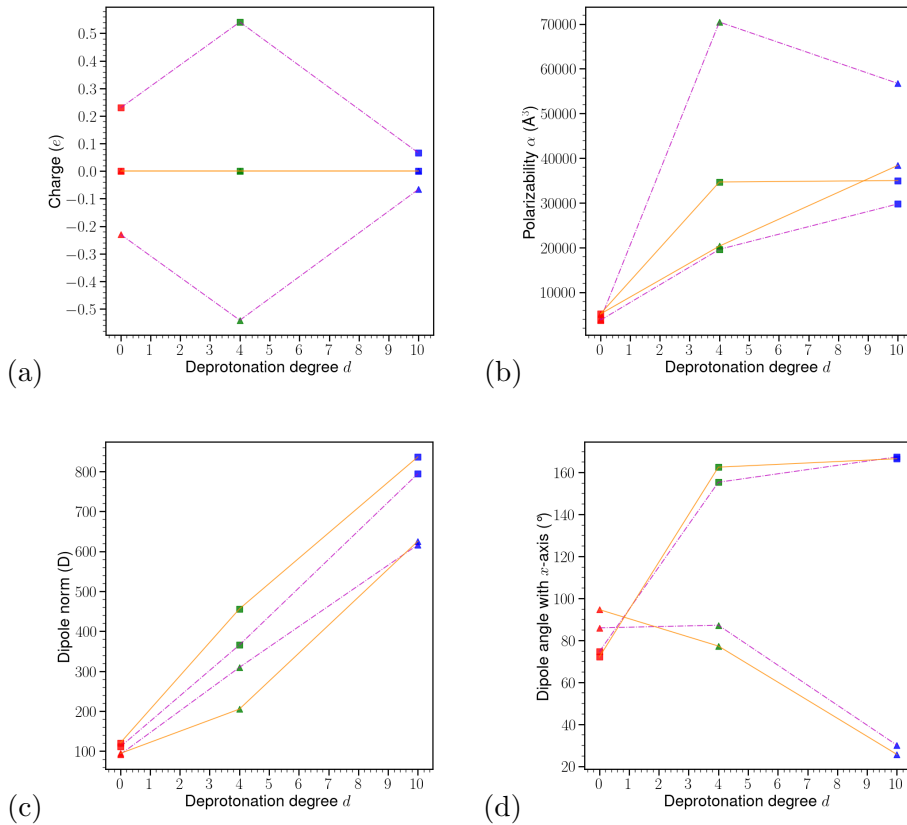 0.5
0.4
0.3
0.2
0.1
0.0
−0.1
−0.2
−0.3
−0.4
−0.5
Charge (e)
0 1 2 3 4 5 6 7 8 9 10
Deprotonation degree d
(a)
70000
60000
50000
40000
30000
20000
10000
Polarizability α (A³)
0 1 2 3 4 5 6 7 8 9 10
Deprotonation degree d
(b)
800
700
600
500
400
300
200
100
Dipole norm (D)
0 1 2 3 4 5 6 7 8 9 10
Deprotonation degree d
(c)
160
140
120
100
80
60
40
20
Dipole angle with x-axis (°)
0 1 2 3 4 5 6 7 8 9 10
Deprotonation degree d
(d)